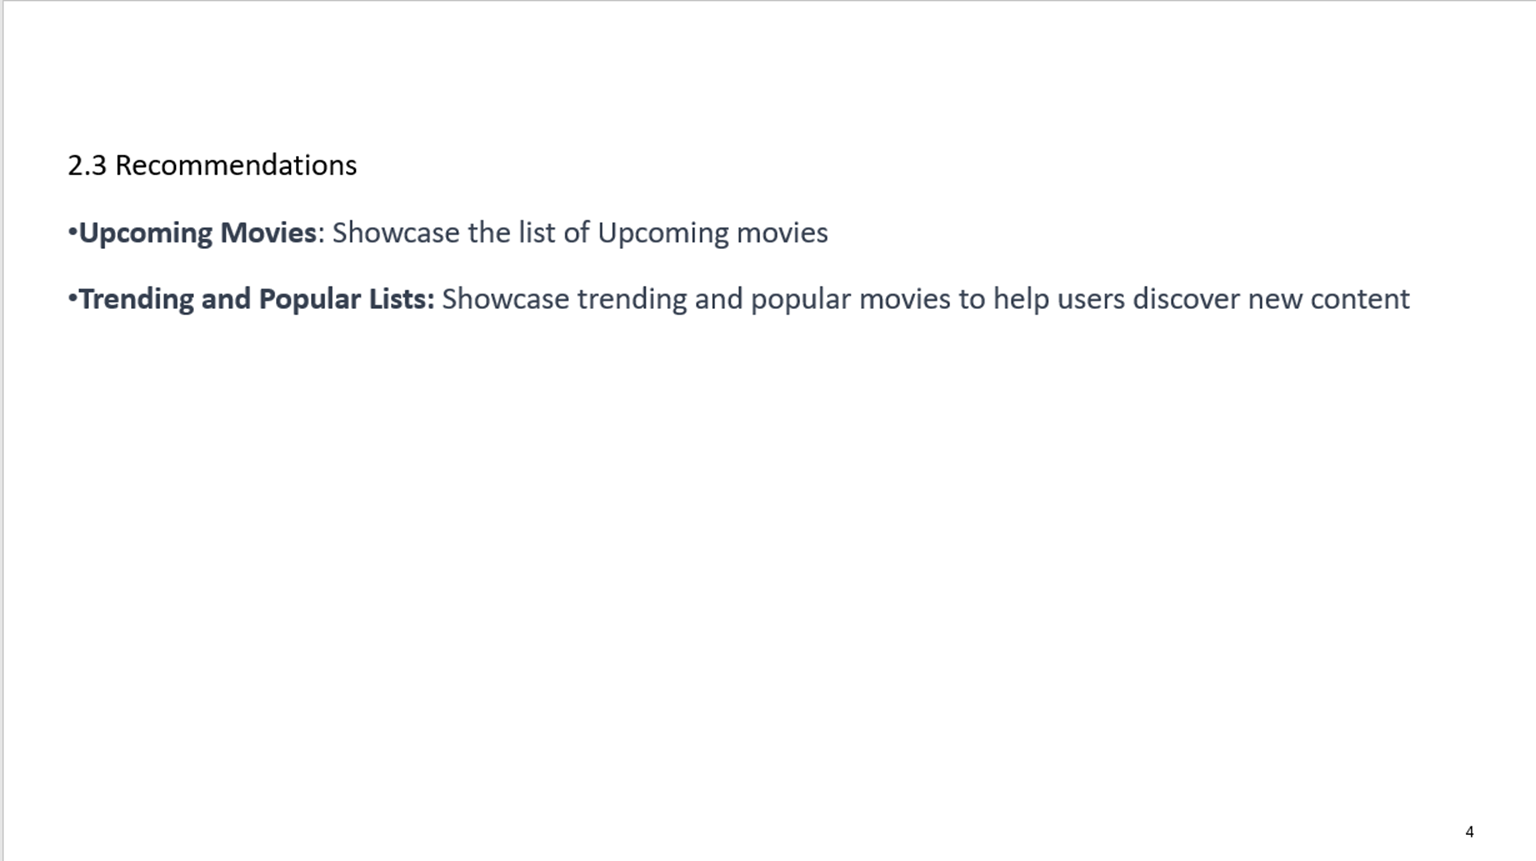 2.3 Recommendations
•Upcoming Movies: Showcase the list of Upcoming movies
•Trending and Popular Lists: Showcase trending and popular movies to help users discover new content
4